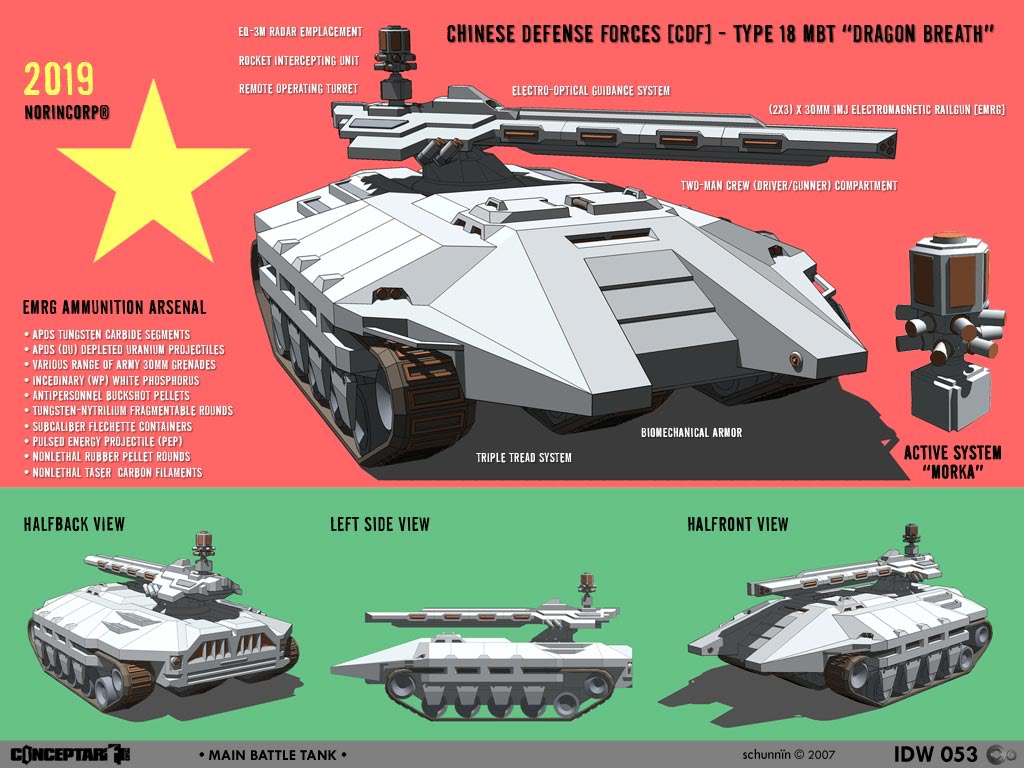 EQ-3M RADAR EMPLACEMENT
CHINESE DEFENSE FORCES [CDF] - TYPE 18 MBT “DRAGON BREATH”
ROCKET INTERCEPTING UNIT
2019
REMOTE OPERATING TURRET
ELECTRO-OPTICAL GUIDANCE SYSTEM
NORINCORP®
(2X3) X 30MM 1MJ ELECTROMAGNETIC RAILGUN [EMRG]
TWO-MAN CREW (DRIVER/GUNNER) COMPARTMENT
EMRG AMMUNITION ARSENAL
• APDS TUNGSTEN CARBIDE SEGMENTS
• APDS (DU) DEPLETED URANIUM PROJECTILES
• VARIOUS RANGE OF ARMY 30MM GRENADES
• INCEDINARY (WP) WHITE PHOSPHORUS
• ANTIPERSONNEL BUCKSHOT PELLETS
• TUNGSTEN-NYTRILIUM FRAGMENTABLE ROUNDS
• SUBCALIBER FLECHETTE CONTAINERS
• PULSED ENERGY PROJECTILE (PEP)
• NONLETHAL RUBBER PELLET ROUNDS
• NONLETHAL TASER CARBON FILAMENTS
BIOMECHANICAL ARMOR
TRIPLE TREAD SYSTEM
ACTIVE SYSTEM
“MORKA”
HALFBACK VIEW
LEFT SIDE VIEW
HALFRONT VIEW
• MAIN BATTLE TANK •
schunnïn © 2007
IDW 053